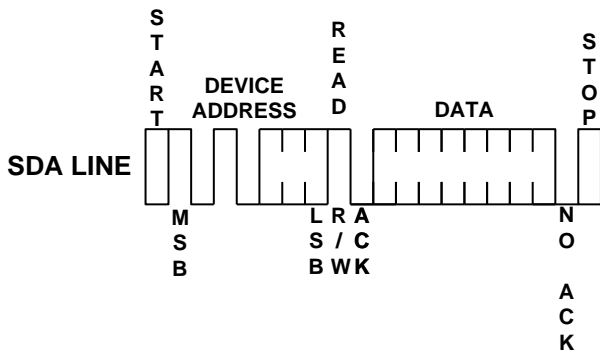 START
DEVICE
ADDRESS
READ
DATA
STOP
SDA LINE
MSB
LSB
R/W
ACK
NO ACK